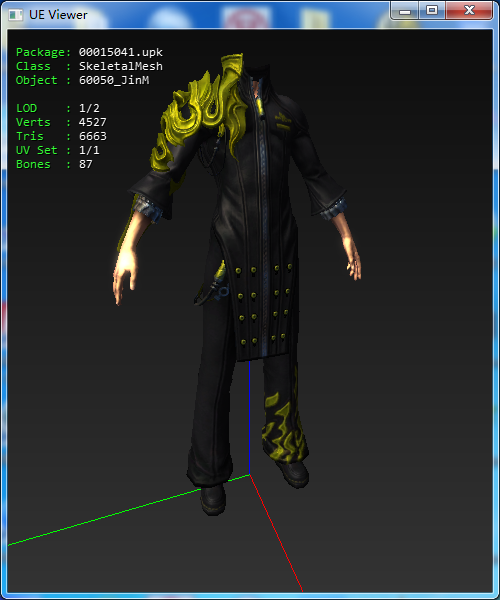 UE Viewer
Package: 00015041.upk
Class  : SkeletalMesh
Object : 60050_JinM
LOD    : 1/2
Verts  : 4527
Tris   : 6663
UV Set : 1/1
Bones  : 87